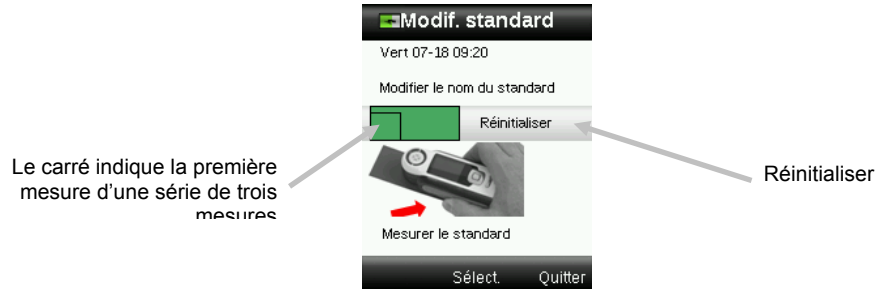 Modif. standard
Vert 07-18 09:20
Modifier le nom du standard
Réinitialiser
Le carré indique la première
mesure d'une série de trois
mesures
Réinitialiser
Mesurer le standard
Sélect. Quitter